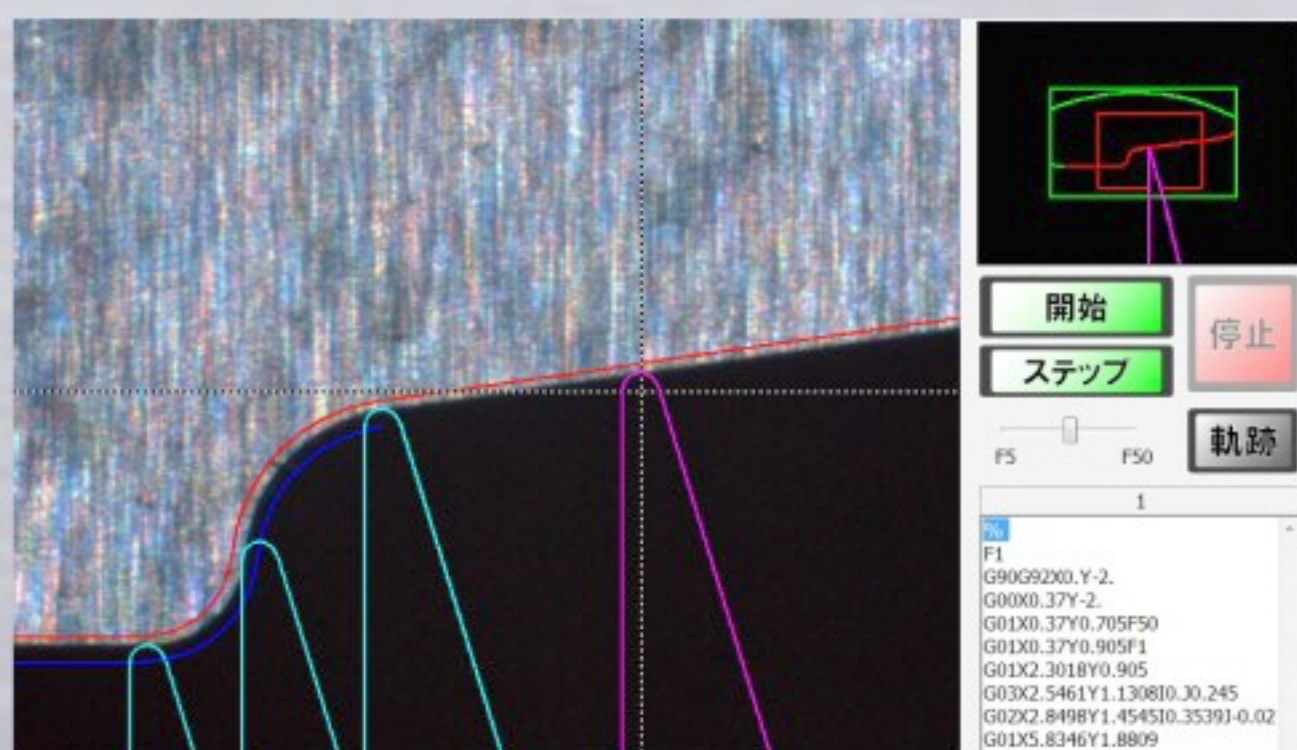 開始
停止
ステップ
軌跡
F5
F50
1
%
F1
G90G92X0.Y-2.
G00X0.37Y-2.
G01X0.37Y0.705F50
G01X0.37Y0.905F1
G01X2.3018Y0.905
G03X2.5461Y1.1308I0.J0.245
G02X2.8498Y1.4545I0.3539J-0.02
G01X5.8346Y1.8809